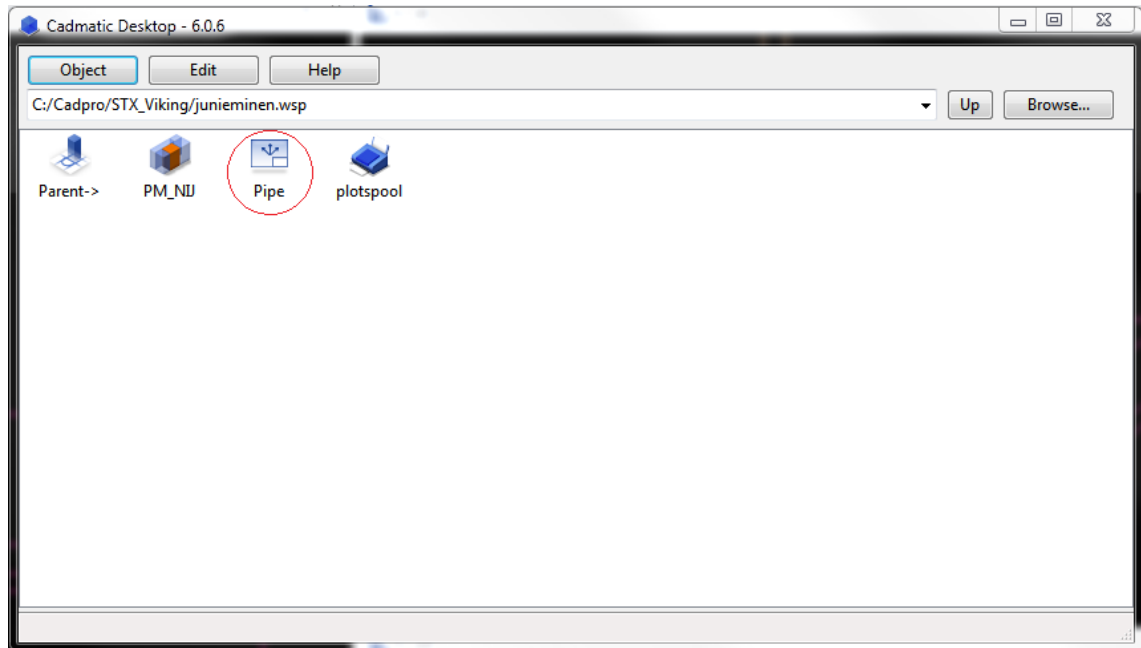 Cadmatic Desktop - 6.0.6
Object Edit Help
C:/Cadpro/STX_Viking/junieminen.wsp Up Browse...
Parent-> PM_NIJ Pipe plotspool